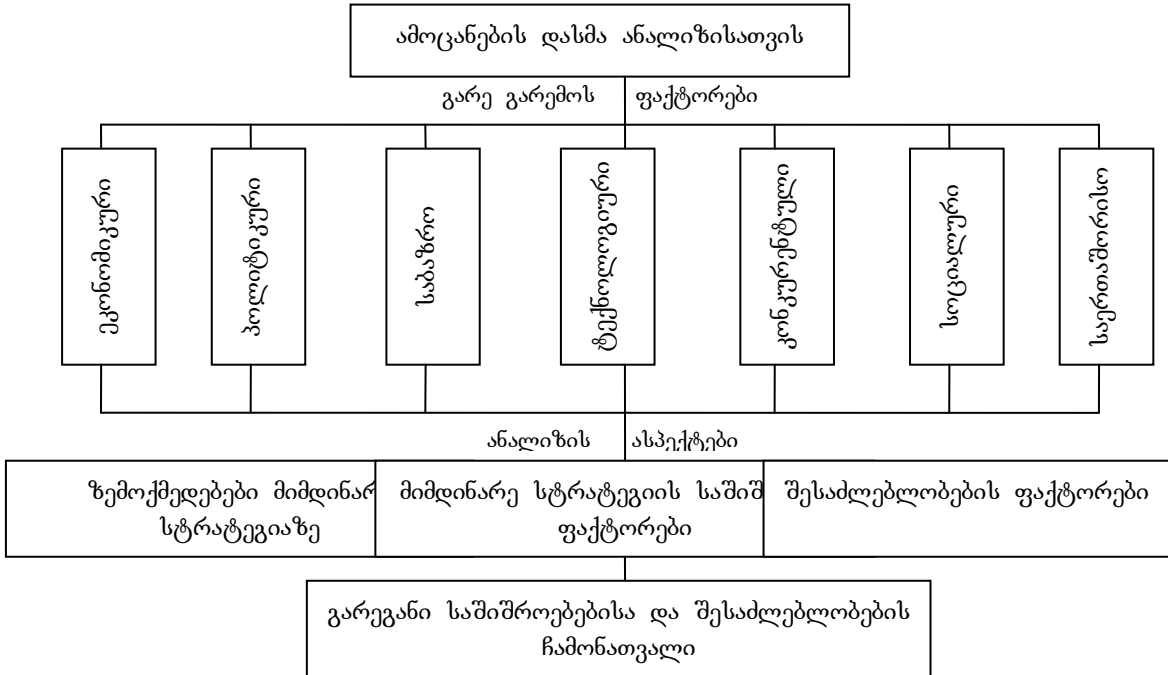 ამოცანების დასმა ანალიზისათვის
გარე გარემოს ფაქტორები
ეკონომიკური
პოლიტიკური
საბაზრო
ტექნოლოგიური
კონკურენტული
სოციალური
საერთაშორისო
ანალიზის ასპექტები
ზემოქმედებები მიმდინარ
სტრატეგიაზე
მიმდინარე სტრატეგიის საშიშ
ფაქტორები
შესაძლებლობების ფაქტორები
გარეგანი საშიშროებებისა და შესაძლებლობების
ჩამონათვალი